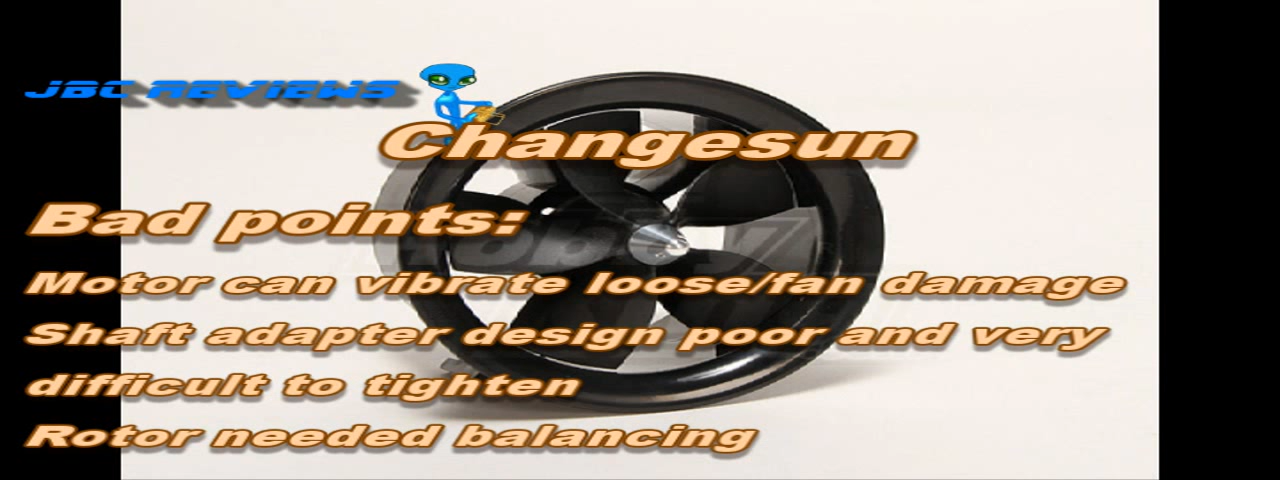 JBC REVIEWS
Changesun
Bad points:
Motor can vibrate loose/fan damage
Shaft adapter design poor and very
difficult to tighten
Rotor needed balancing